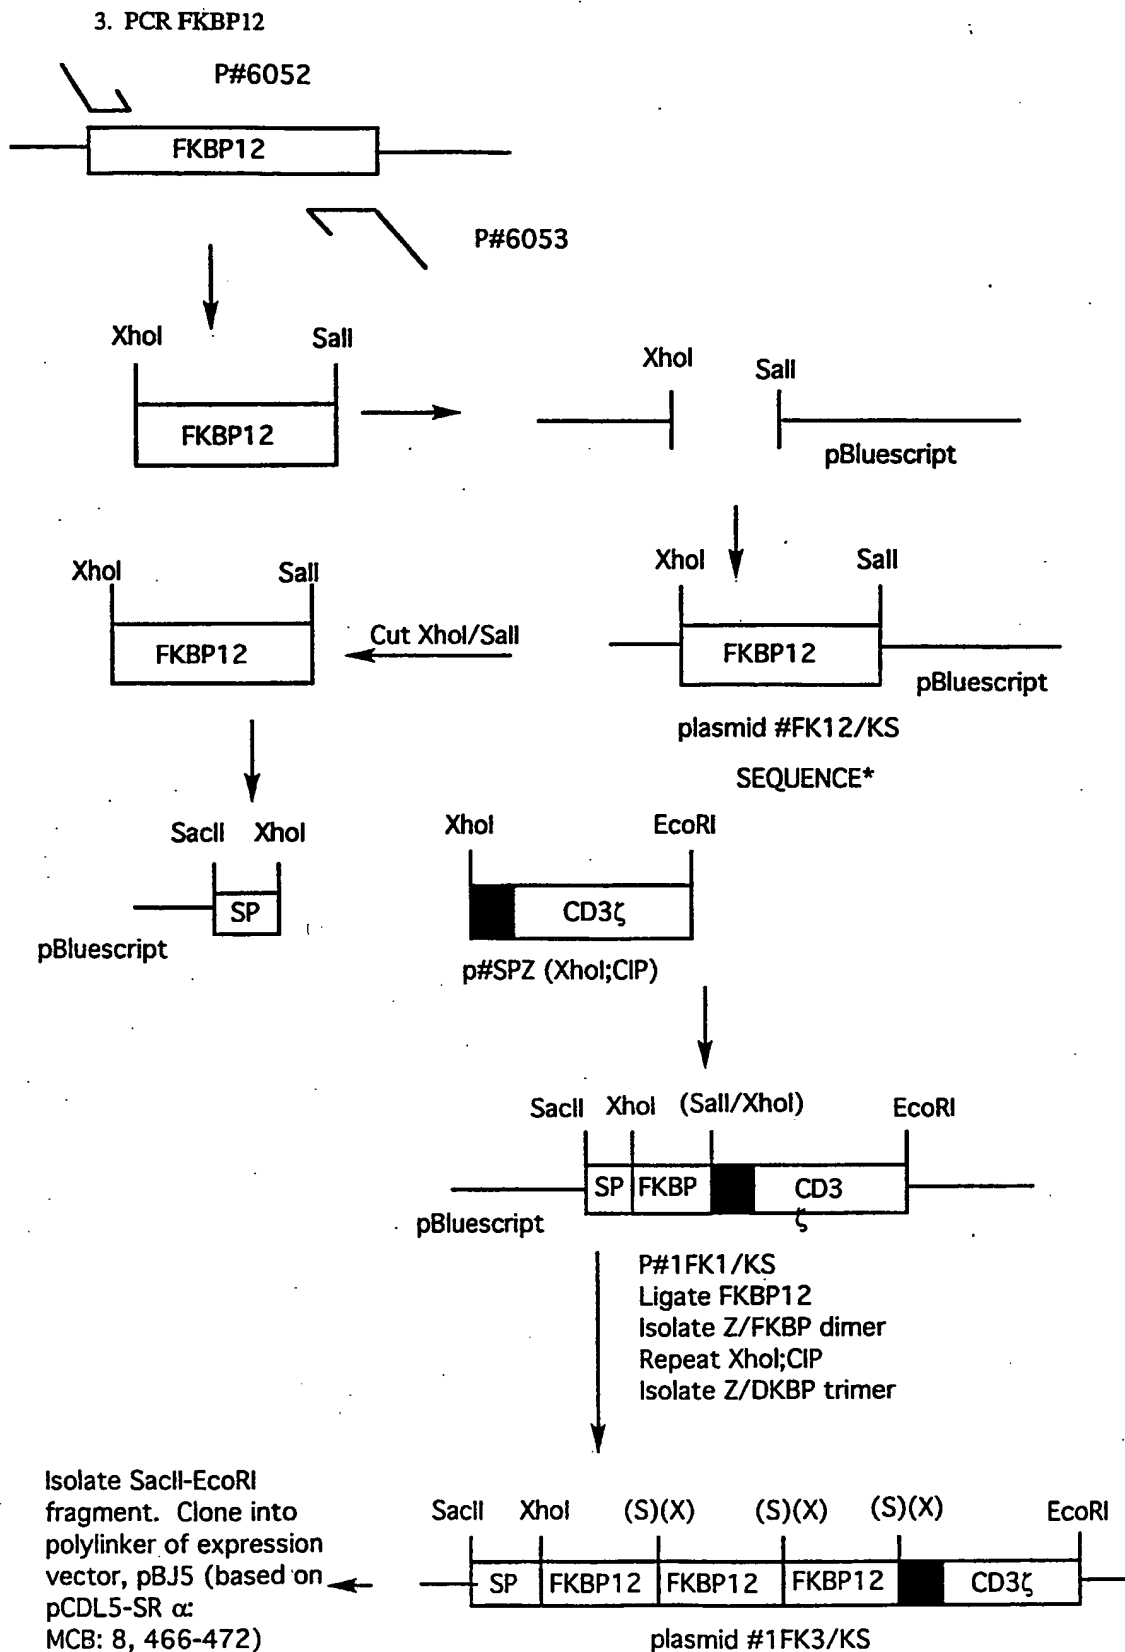 3. PCR FKBP12
P#6052
FKBP12
P#6053
XhoI SalI
FKBP12
XhoI SalI
pBluescript
XhoI SalI
FKBP12
Cut XhoI/SalI
XhoI SalI
FKBP12
pBluescript
plasmid #FK12/KS
SEQUENCE*
SacII XhoI
SP
pBluescript
XhoI EcoRI
CD3ζ
p#SPZ (XhoI;CIP)
SacII XhoI (SalI/XhoI) EcoRI
SP FKBP CD3
ζ
pBluescript
P#1FK1/KS
Ligate FKBP12
Isolate Z/FKBP dimer
Repeat XhoI;CIP
Isolate Z/DKBP trimer
Isolate SacII-EcoRI
fragment. Clone into
polylinker of expression
vector, pBJ5 (based on
pCDL5-SR α:
MCB: 8, 466-472)
SacII XhoI (S)(X) (S)(X) (S)(X) EcoRI
SP FKBP12 FKBP12 FKBP12 CD3ζ
plasmid #1FK3/KS